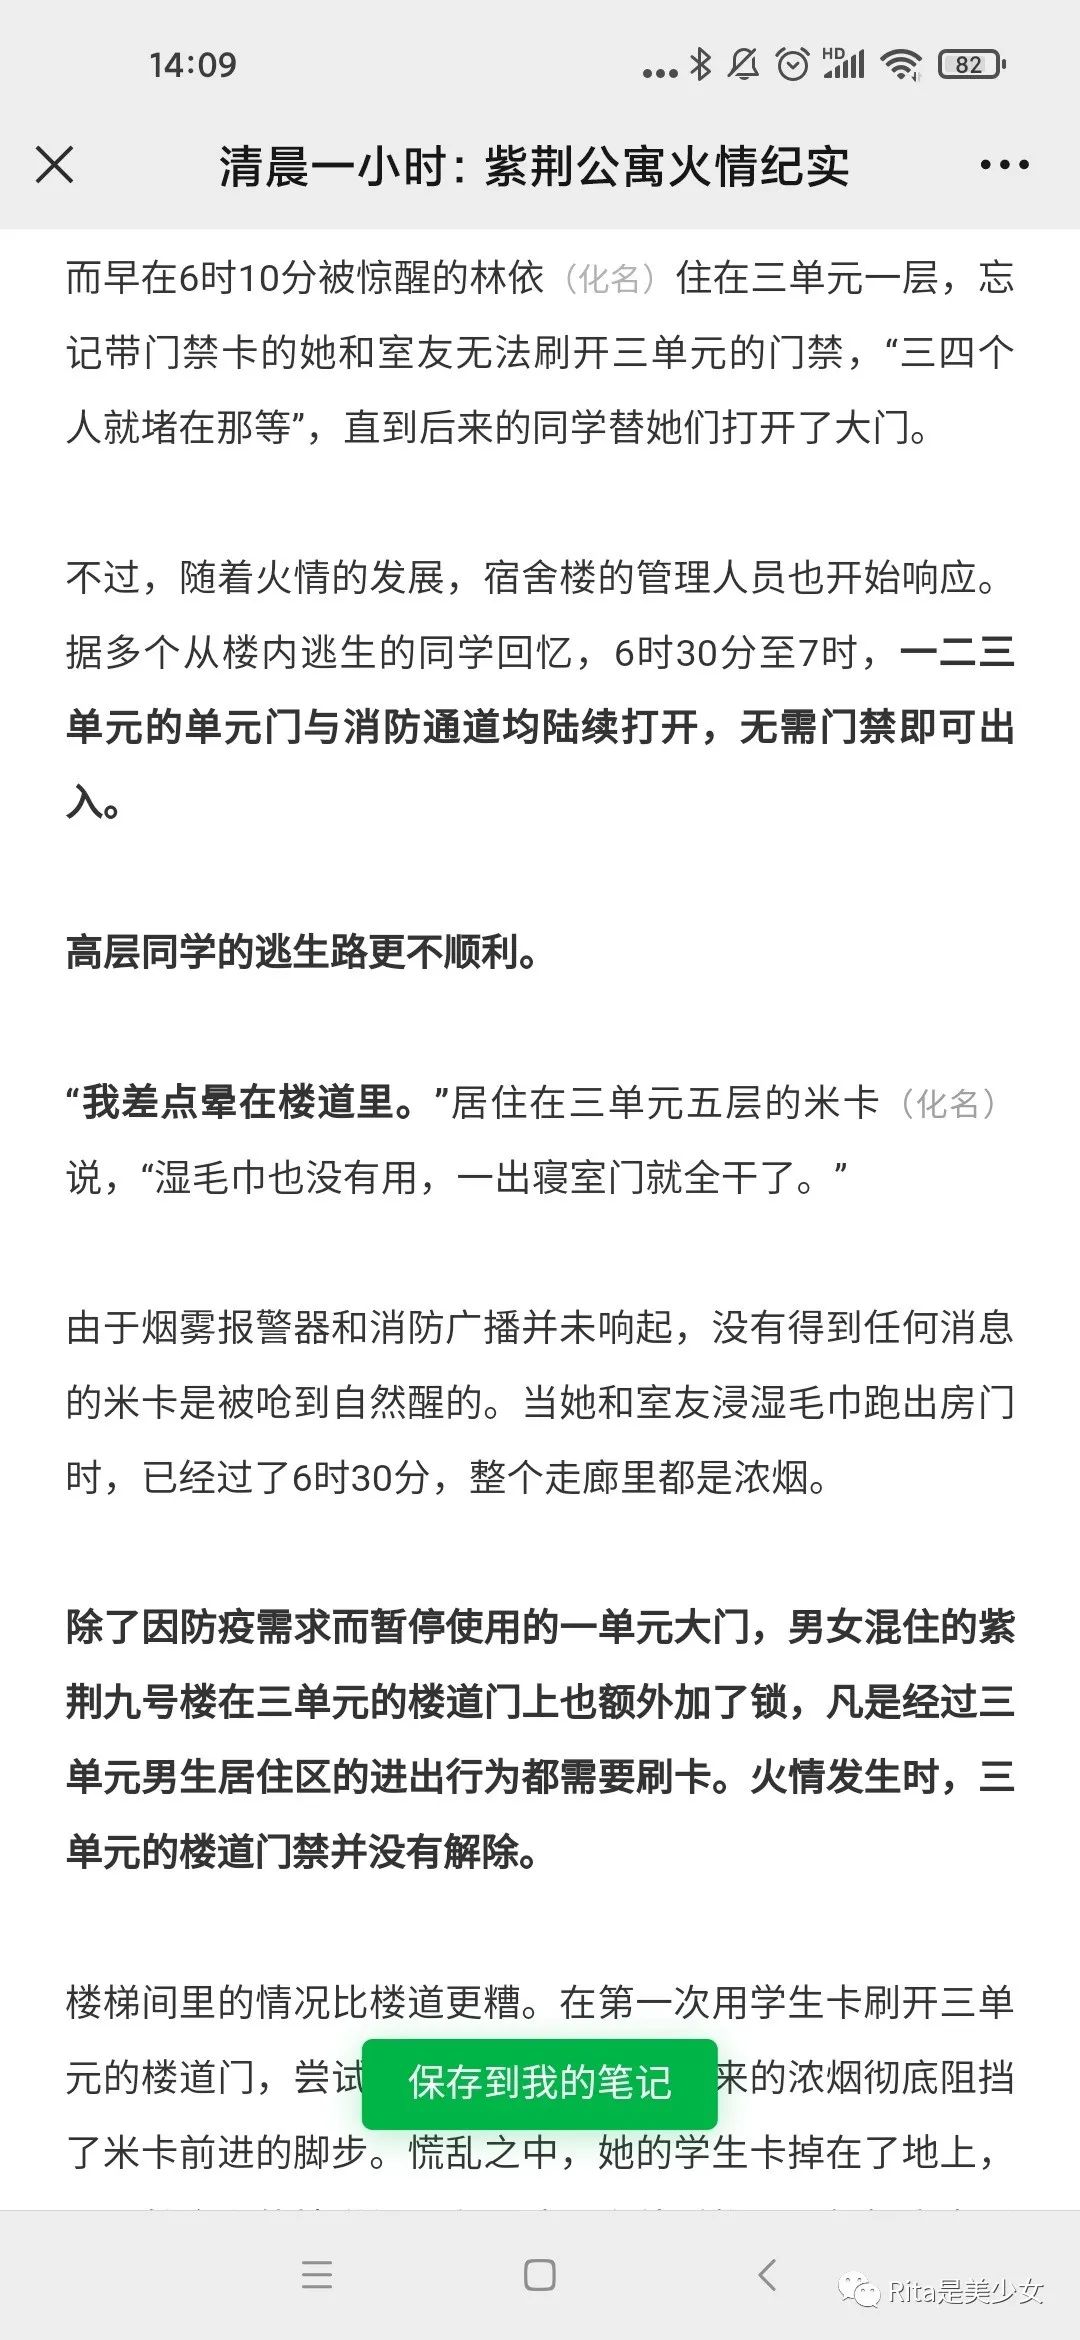 14:09
HD
82
清晨一小时：紫荆公寓火情纪实
而早在6时10分被惊醒的林依（化名）住在三单元一层，忘
记带门禁卡的她和室友无法刷开三单元的门禁，“三四个
人就堵在那等”，直到后来的同学替她们打开了大门。
不过，随着火情的发展，宿舍楼的管理人员也开始响应。
据多个从楼内逃生的同学回忆，6时30分至7时，一二三
单元的单元门与消防通道均陆续打开，无需门禁即可出
入。
高层同学的逃生路更不顺利。
“我差点晕在楼道里。”居住在三单元五层的米卡（化名）
说，“湿毛巾也没有用，一出寝室门就全干了。”
由于烟雾报警器和消防广播并未响起，没有得到任何消息
的米卡是被呛到自然醒的。当她和室友浸湿毛巾跑出房门
时，已经过了6时30分，整个走廊里都是浓烟。
除了因防疫需求而暂停使用的一单元大门，男女混住的紫
荆九号楼在三单元的楼道门上也额外加了锁，凡是经过三
单元男生居住区的进出行为都需要刷卡。火情发生时，三
单元的楼道门禁并没有解除。
楼梯间里的情况比楼道更糟。在第一次用学生卡刷开三单
元的楼道门，尝试
保存到我的笔记
来的浓烟彻底阻挡
了米卡前进的脚步。慌乱之中，她的学生卡掉在了地上，
Rita是美少女